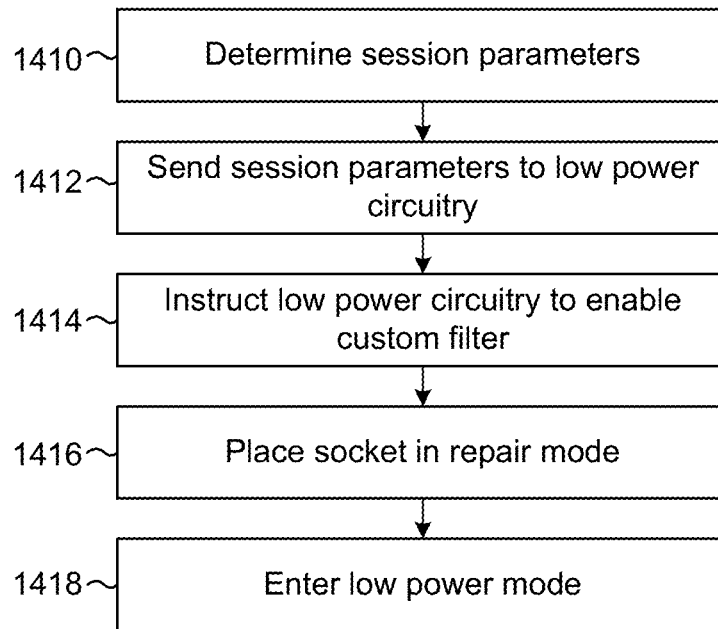 1410
Determine session parameters
1412
Send session parameters to low power
circuitry
1414
Instruct low power circuitry to enable
custom filter
1416
Place socket in repair mode
1418
Enter low power mode